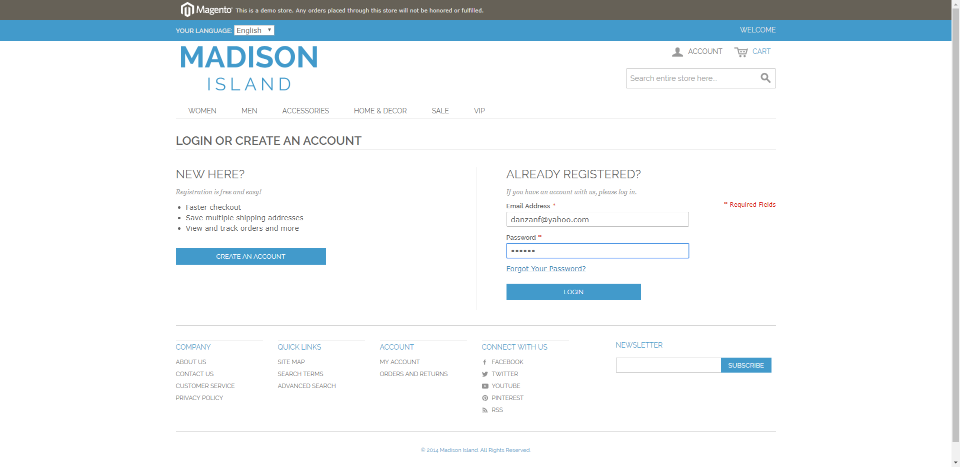 Magento This is a demo store. Any orders placed through this store will not be honored or fulfilled.
YOUR LANGUAGE: English WELCOME
MADISON
ISLAND
ACCOUNT CART
Search entire store here...
WOMEN MEN ACCESSORIES HOME & DECOR SALE VIP
LOGIN OR CREATE AN ACCOUNT
NEW HERE?
Registration is free and easy!
Faster checkout
Save multiple shipping addresses
View and track orders and more
CREATE AN ACCOUNT
ALREADY REGISTERED?
If you have an account with us, please log in.
Email Address *
* Required Fields
danzanf@yahoo.com
Password *
Forgot Your Password?
LOGIN
COMPANY
ABOUT US
CONTACT US
CUSTOMER SERVICE
PRIVACY POLICY
QUICK LINKS
SITE MAP
SEARCH TERMS
ADVANCED SEARCH
ACCOUNT
MY ACCOUNT
ORDERS AND RETURNS
CONNECT WITH US
FACEBOOK
TWITTER
YOUTUBE
PINTEREST
RSS
NEWSLETTER
SUBSCRIBE
© 2014 Madison Island. All Rights Reserved.